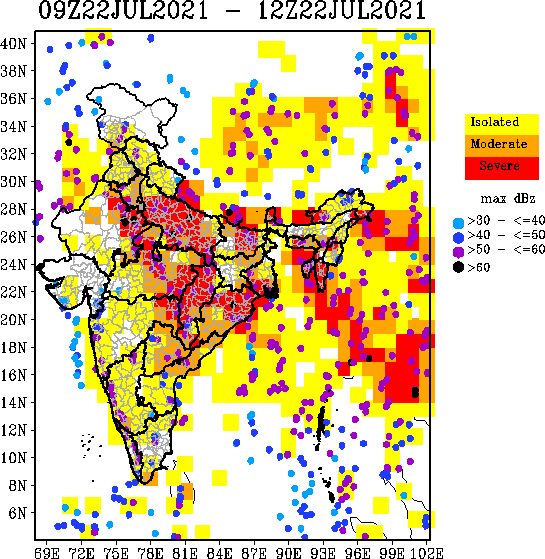 09Z22JUL2021 - 12Z22JUL2021
40N
38N
36N
34N
32N
30N
28N
26N
24N
22N
20N
18N
16N
14N
12N
10N
8N
6N
69E 72E 75E 78E 81E 84E 87E 90E 93E 96E 99E 102E
Isolated
Moderate
Severe
max dBz
>30 - <=40
>40 - <=50
>50 - <=60
>60